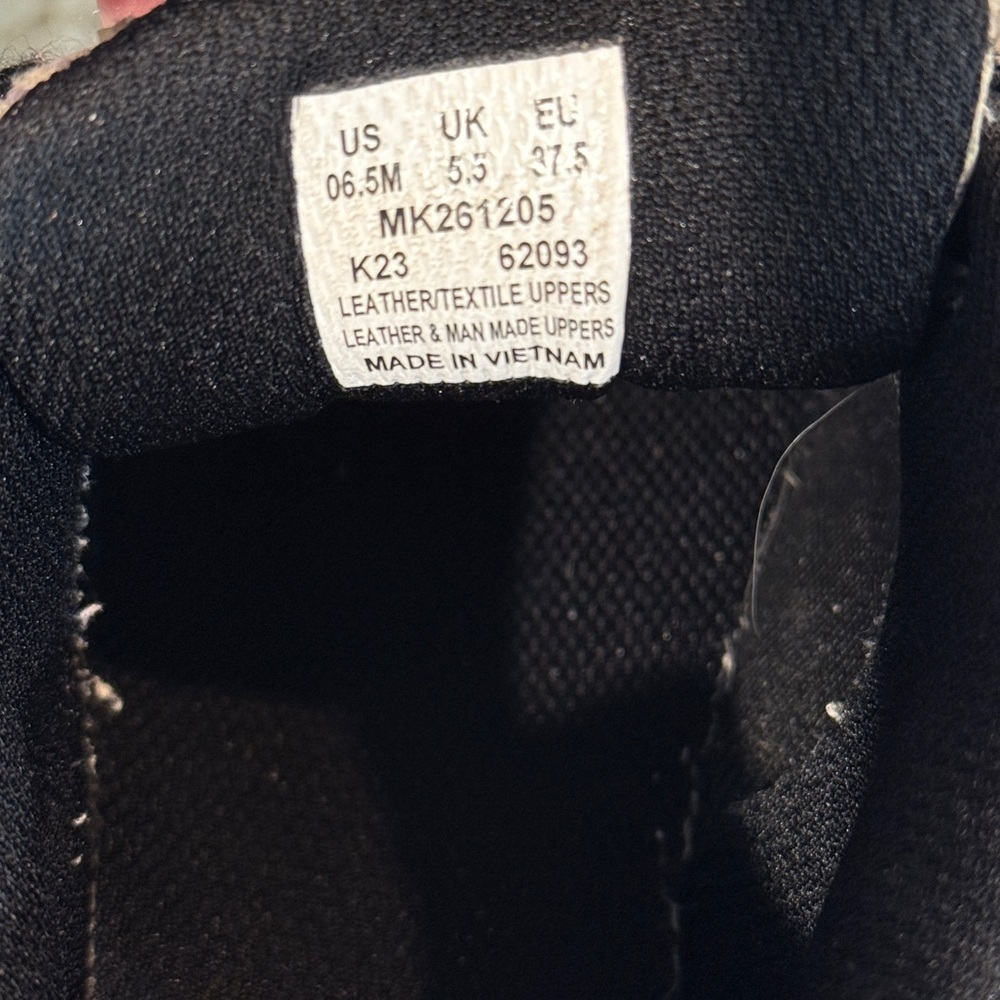 US UK EU
06.5M 5.5 37.5
MK261205
K23 62093
LEATHER/TEXTILE UPPERS
LEATHER & MAN MADE UPPERS
MADE IN VIETNAM